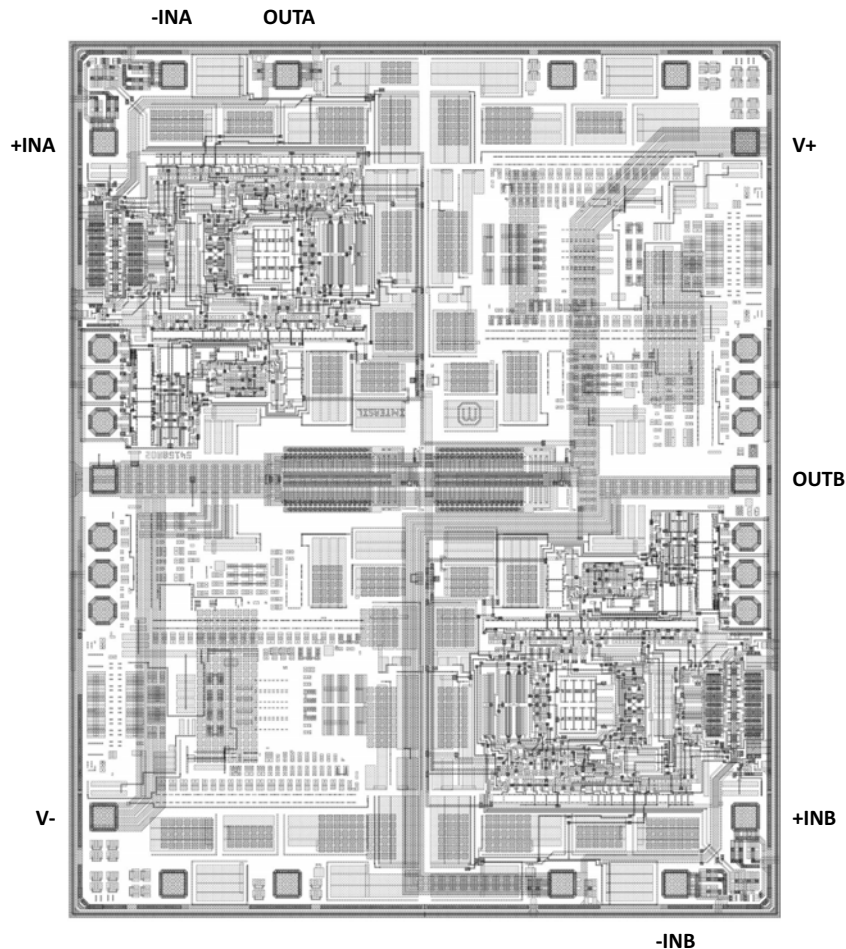 -INA OUTA
+INA V+
INTERSIL
OUTB
V- +INB
-INB